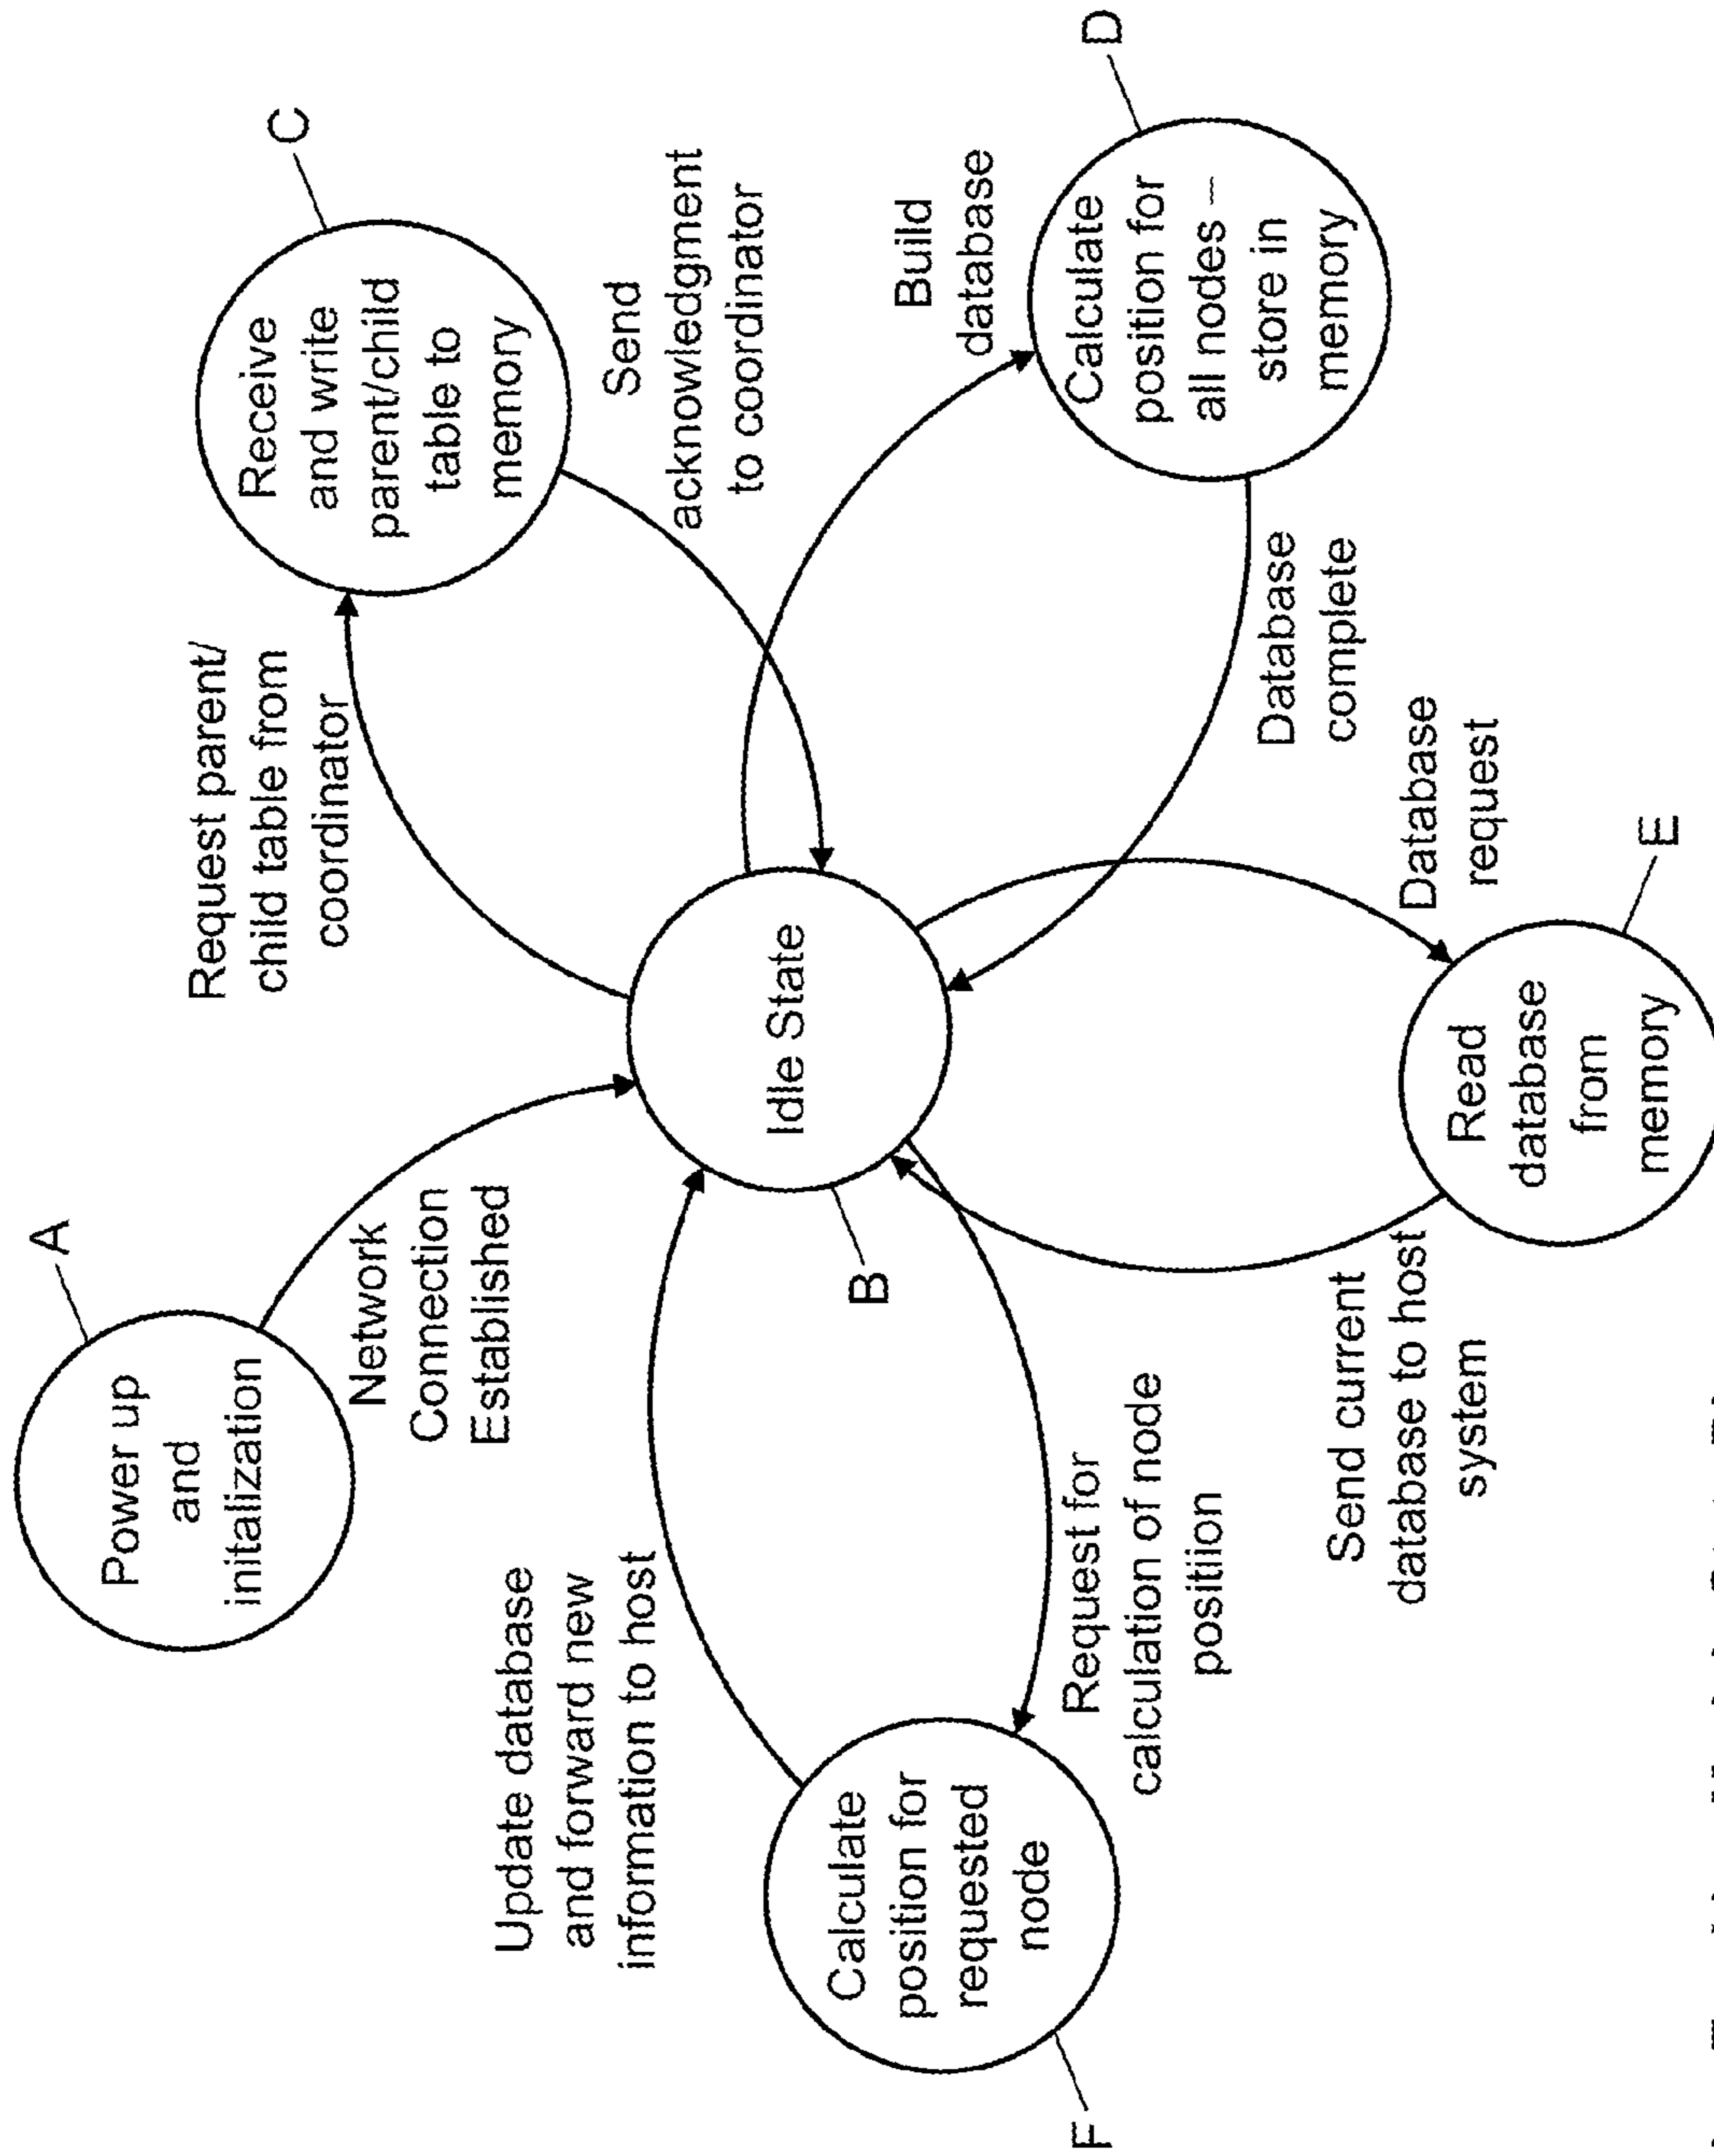 A
Power up
and
initalization
Network
Connection
Established
Request parent/
child table from
coordinator
C
Receive
and write
parent/child
table to
memory
Send
acknowledgment
to coordinator
Update database
and forward new
information to host
Idle State
B
Build
database
D
Calculate
position for
all nodes –
store in
memory
Database
complete
F
Calculate
position for
requested
node
Request for
calculation of node
position
Send current
database to host
system
Database
request
E
Read
database
from
memory